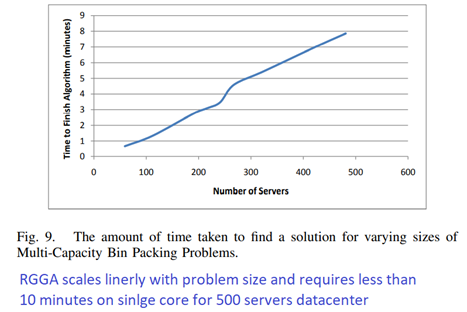 9
8
7
6
5
4
3
2
1
0
Time to Finish Algorithm (minutes)
0 100 200 300 400 500 600
Number of Servers
Fig. 9. The amount of time taken to find a solution for varying sizes of
Multi-Capacity Bin Packing Problems.
RGGA scales linerly with problem size and requires less than
10 minutes on sinlge core for 500 servers datacenter